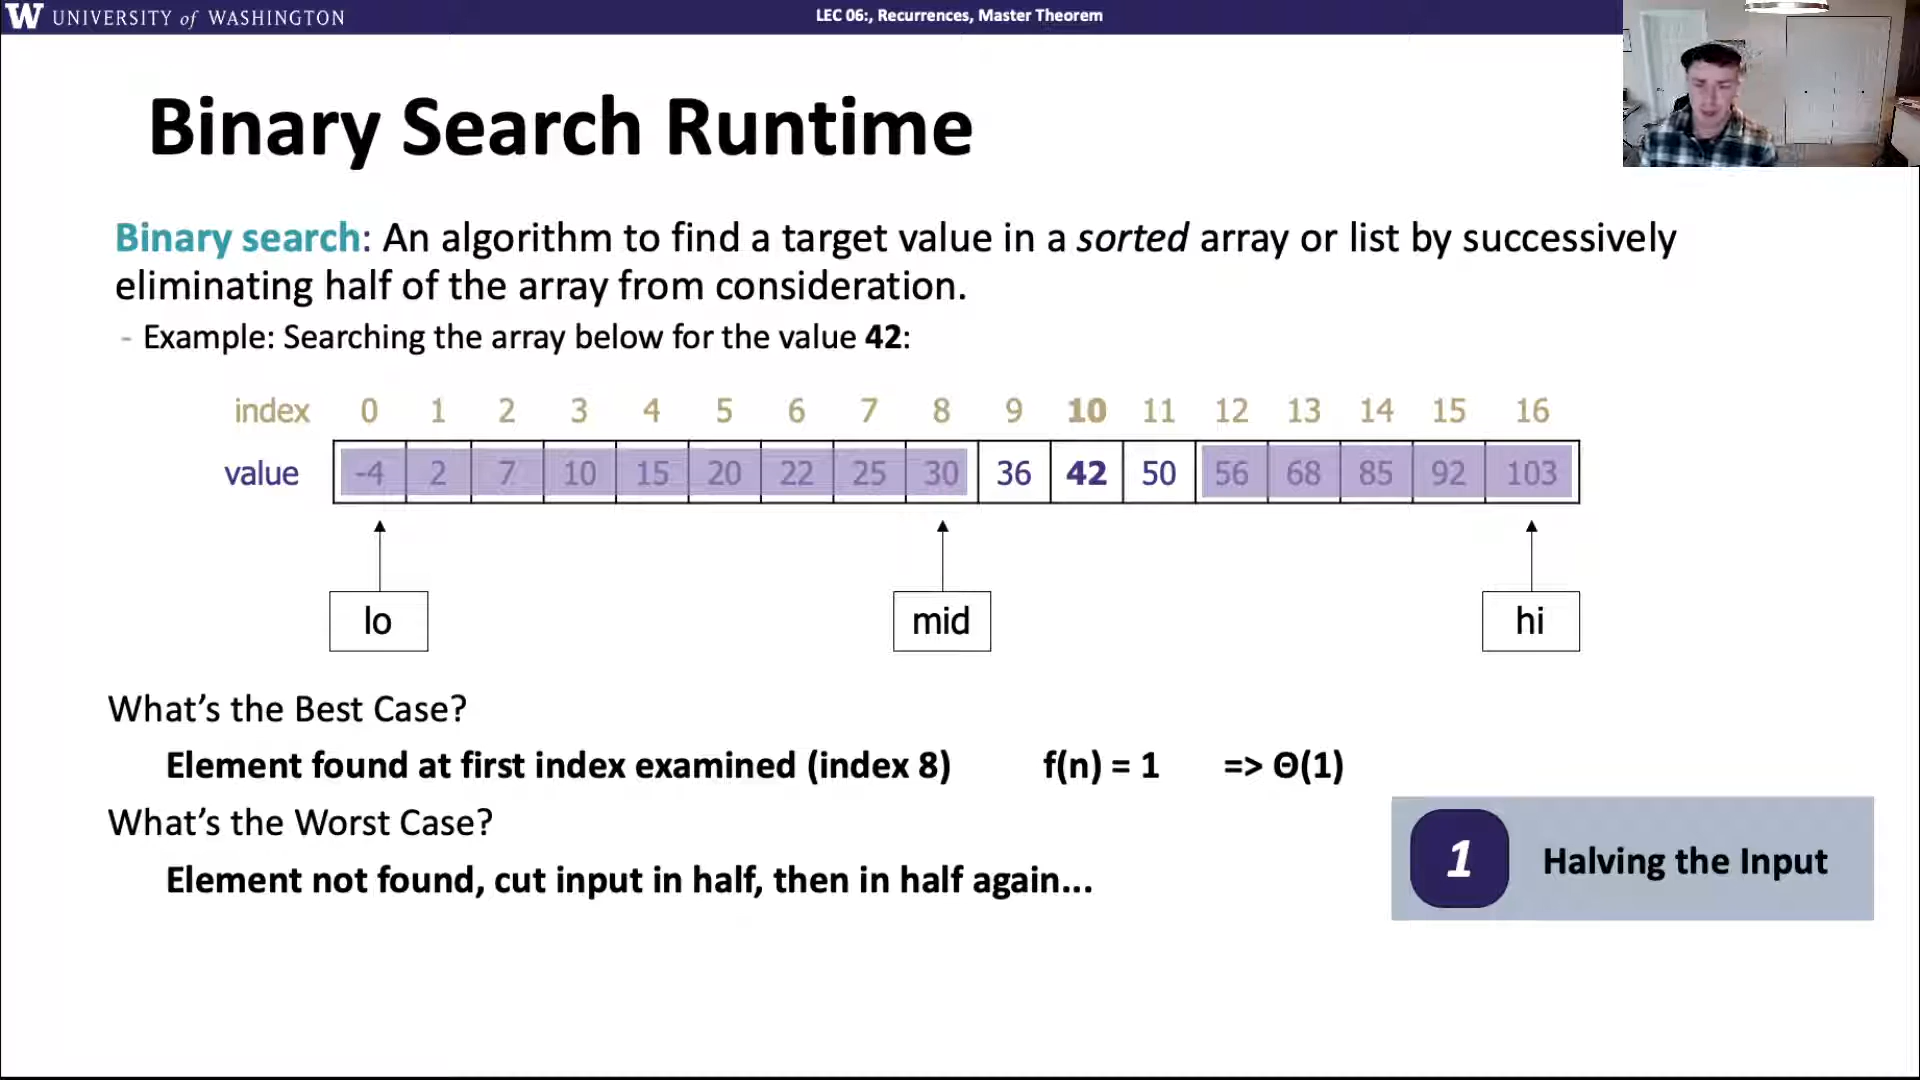 W UNIVERSITY of WASHINGTON
LEC 06:, Recurrences, Master Theorem
Binary Search Runtime
Binary search: An algorithm to find a target value in a sorted array or list by successively
eliminating half of the array from consideration.
- Example: Searching the array below for the value 42:
index 0 1 2 3 4 5 6 7 8 9 10 11 12 13 14 15 16
value -4 2 7 10 15 20 22 25 30 36 42 50 56 68 85 92 103
lo mid hi
What's the Best Case?
Element found at first index examined (index 8) f(n) = 1 => Θ(1)
What's the Worst Case?
Element not found, cut input in half, then in half again...
1 Halving the Input